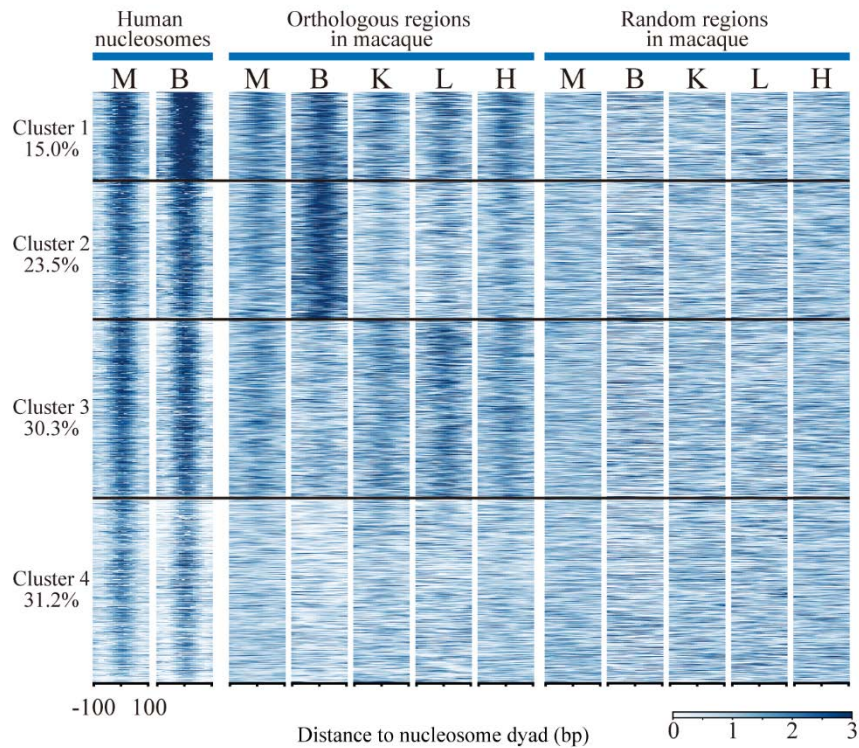 Human
nucleosomes
Orthologous regions
in macaque
Random regions
in macaque
M B M B K L H M B K L H
Cluster 1
15.0%
Cluster 2
23.5%
Cluster 3
30.3%
Cluster 4
31.2%
-100 100
Distance to nucleosome dyad (bp)
0 1 2 3